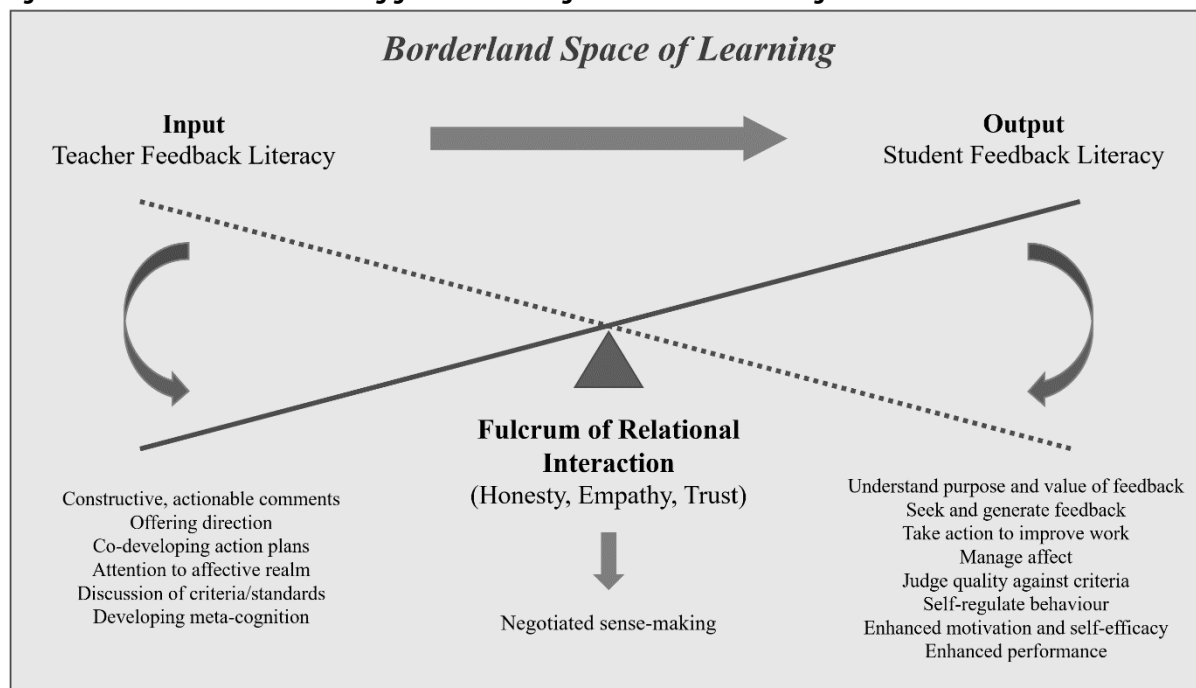 Borderland Space of Learning
Input
Teacher Feedback Literacy
Output
Student Feedback Literacy
Fulcrum of Relational
Interaction
(Honesty, Empathy, Trust)
Negotiated sense-making
Constructive, actionable comments
Offering direction
Co-developing action plans
Attention to affective realm
Discussion of criteria/standards
Developing meta-cognition
Understand purpose and value of feedback
Seek and generate feedback
Take action to improve work
Manage affect
Judge quality against criteria
Self-regulate behaviour
Enhanced motivation and self-efficacy
Enhanced performance